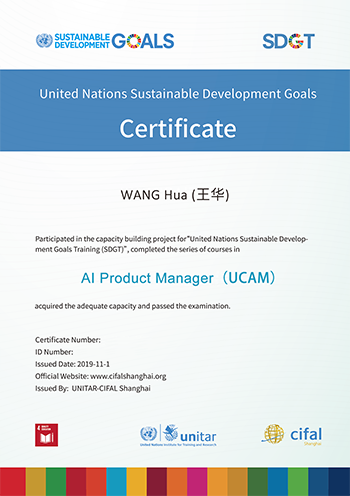 SUSTAINABLE DEVELOPMENT GOALS
SDGT
United Nations Sustainable Development Goals
Certificate
WANG Hua (王华)
Participated in the capacity building project for“United Nations Sustainable Develop-
ment Goals Training (SDGT)”, completed the series of courses in
AI Product Manager（UCAM）
acquired the adequate capacity and passed the examination.
Certificate Number:
ID Number:
Issued Date: 2019-11-1
Official Website: www.cifalshanghai.org
Issued By: UNITAR-CIFAL Shanghai
4 QUALITY EDUCATION
unitar
United Nations Institute for Training and Research
cifal
Shanghai